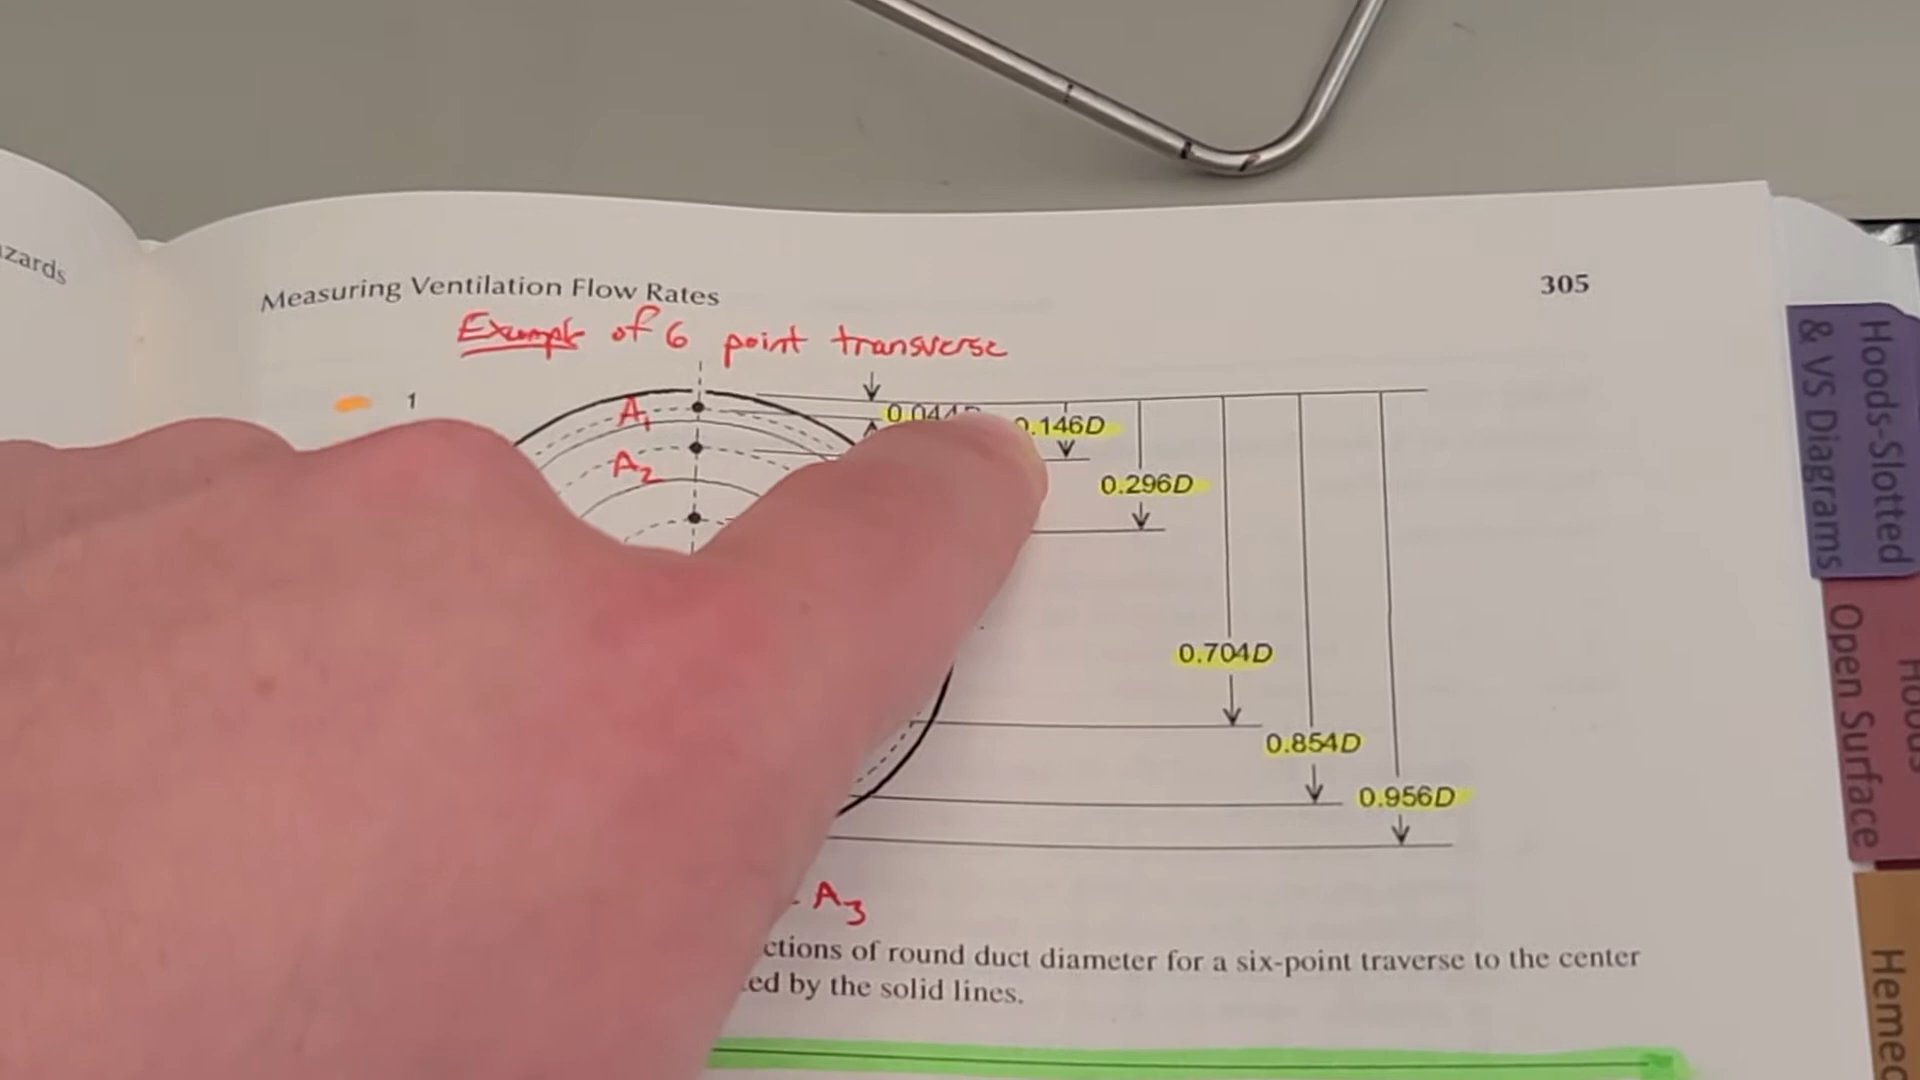 zards
Measuring Ventilation Flow Rates
305
Example of 6 point transverse
1
A1
A2
0.044D
0.146D
0.296D
0.704D
0.854D
0.956D
A3
ctions of round duct diameter for a six-point traverse to the center
ed by the solid lines.
Hoods-Slotted
& VS Diagrams
Hoods
Open Surface